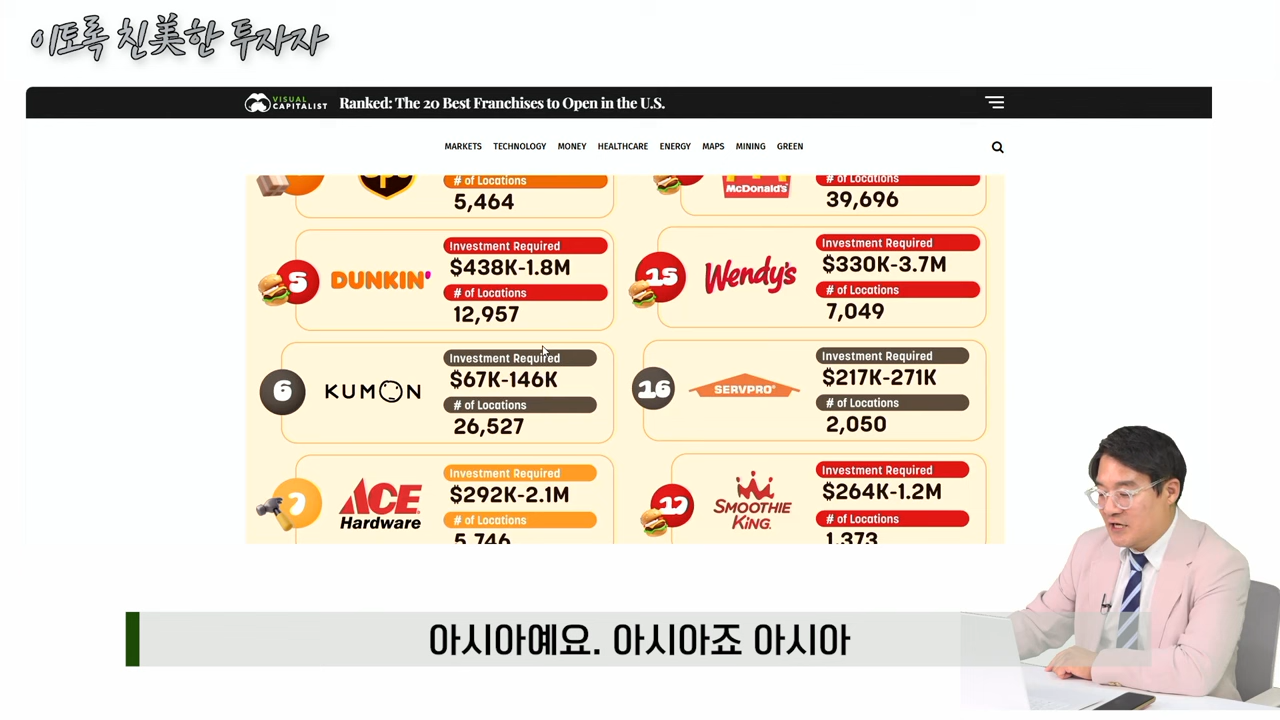 이토록 친美한 투자자
VISUAL CAPITALIST
Ranked: The 20 Best Franchises to Open in the U.S.
MARKETS TECHNOLOGY MONEY HEALTHCARE ENERGY MAPS MINING GREEN
# of Locations
5,464
McDonald's
# of Locations
39,696
5
DUNKIN'
Investment Required
$438K-1.8M
# of Locations
12,957
15
Wendy's
Investment Required
$330K-3.7M
# of Locations
7,049
6
KUMON
Investment Required
$67K-146K
# of Locations
26,527
16
SERVPRO
Investment Required
$217K-271K
# of Locations
2,050
ACE
Hardware
Investment Required
$292K-2.1M
# of Locations
5,746
17
SMOOTHIE
KING
Investment Required
$264K-1.2M
# of Locations
1,373
아시아예요. 아시아죠 아시아